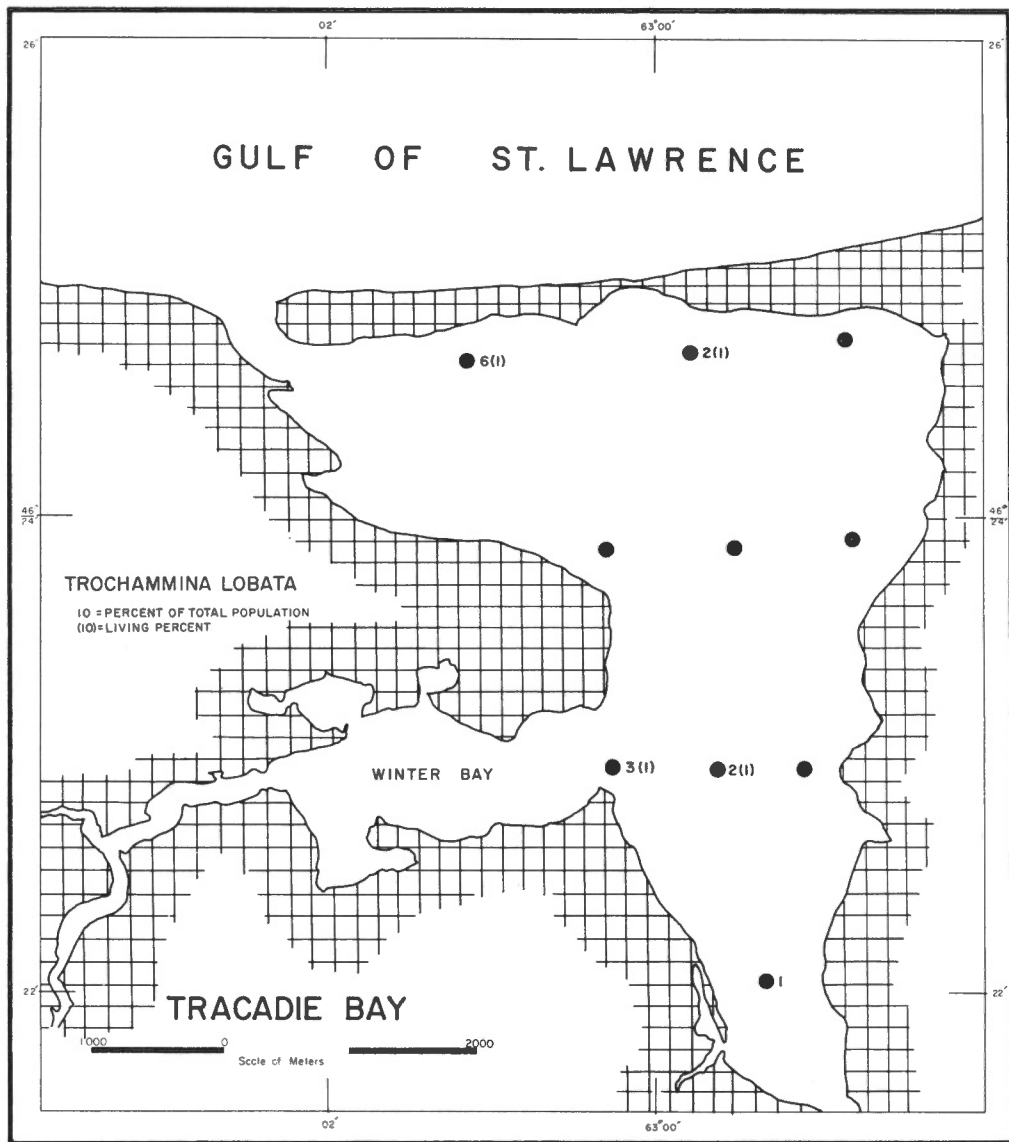 02' 63°00'
26' 26'
GULF OF ST. LAWRENCE
6(1) 2(1)
46° 46°
24' 24'
TROCHAMMINA LOBATA
10 = PERCENT OF TOTAL POPULATION
(10)= LIVING PERCENT
WINTER BAY 3(1) 2(1)
1
22' 22'
TRACADIE BAY
1000 0 2000
Scale of Meters
02' 63°00'